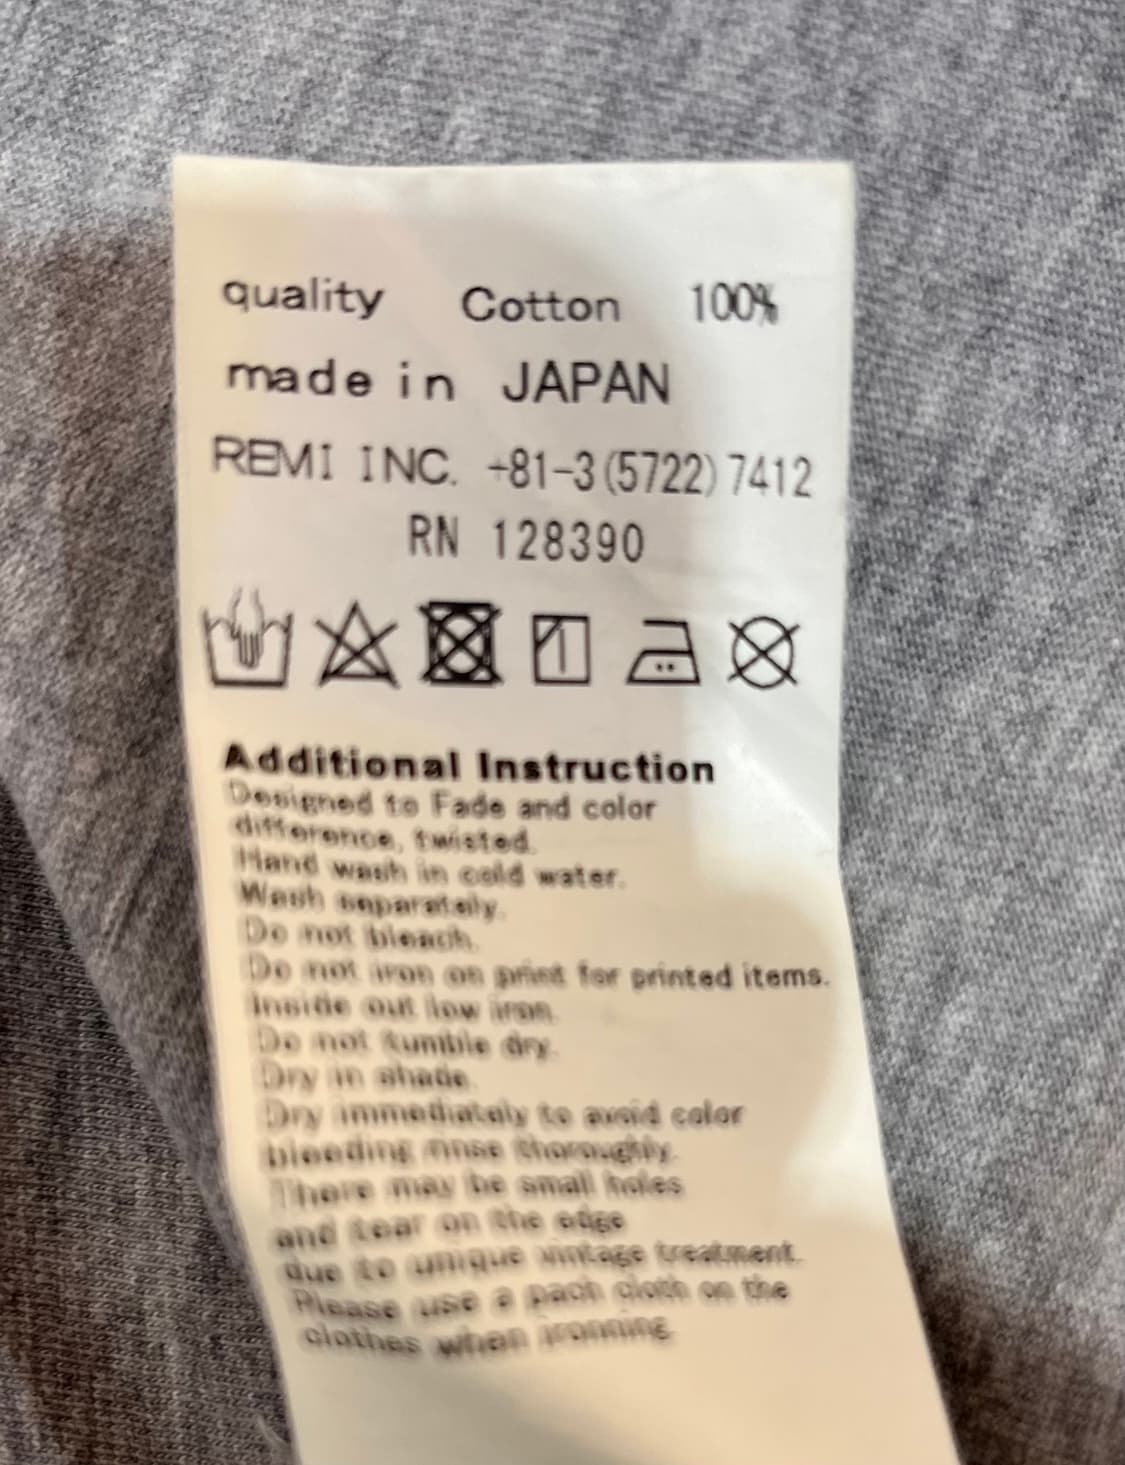 quality Cotton 100%
made in JAPAN
REMI INC. +81-3(5722)7412
RN 128390
Additional Instruction
Designed to Fade and color
difference, twisted.
Hand wash in cold water.
Wash separately.
Do not bleach.
Do not iron on print for printed items.
Inside out low iron.
Do not tumble dry.
Dry in shade.
Dry immediately to avoid color
bleeding rinse thoroughly.
There may be small holes
and tear on the edge
due to unique vintage treatment.
Please use a pach cloth on the
clothes when ironning.